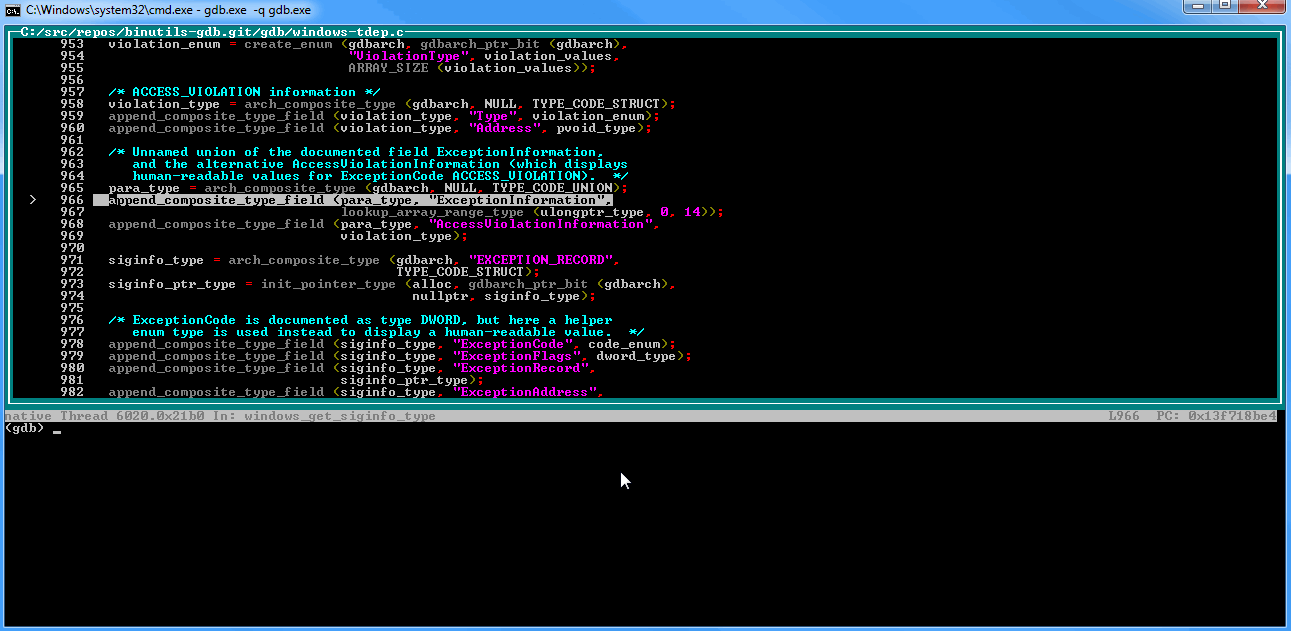 C:\Windows\system32\cmd.exe - gdb.exe -q gdb.exe
C:/src/repos/binutils-gdb.git/gdb/windows-tdep.c
953 violation_enum = create_enum (gdbarch, gdbarch_ptr_bit (gdbarch),
954 "ViolationType", violation_values,
955 ARRAY_SIZE (violation_values));
956
957 /* ACCESS_VIOLATION information */
958 violation_type = arch_composite_type (gdbarch, NULL, TYPE_CODE_STRUCT);
959 append_composite_type_field (violation_type, "Type", violation_enum);
960 append_composite_type_field (violation_type, "Address", pvoid_type);
961
962 /* Unnamed union of the documented field ExceptionInformation,
963 and the alternative AccessViolationInformation (which displays
964 human-readable values for ExceptionCode ACCESS_VIOLATION). */
965 para_type = arch_composite_type (gdbarch, NULL, TYPE_CODE_UNION);
> 966 append_composite_type_field (para_type, "ExceptionInformation",
967 lookup_array_range_type (ulongptr_type, 0, 14));
968 append_composite_type_field (para_type, "AccessViolationInformation",
969 violation_type);
970
971 siginfo_type = arch_composite_type (gdbarch, "EXCEPTION_RECORD",
972 TYPE_CODE_STRUCT);
973 siginfo_ptr_type = init_pointer_type (alloc, gdbarch_ptr_bit (gdbarch),
974 nullptr, siginfo_type);
975
976 /* ExceptionCode is documented as type DWORD, but here a helper
977 enum type is used instead to display a human-readable value. */
978 append_composite_type_field (siginfo_type, "ExceptionCode", code_enum);
979 append_composite_type_field (siginfo_type, "ExceptionFlags", dword_type);
980 append_composite_type_field (siginfo_type, "ExceptionRecord",
981 siginfo_ptr_type);
982 append_composite_type_field (siginfo_type, "ExceptionAddress",
native Thread 6020.0x21b0 In: windows_get_siginfo_type L966 PC: 0x13f718be4
(gdb) _